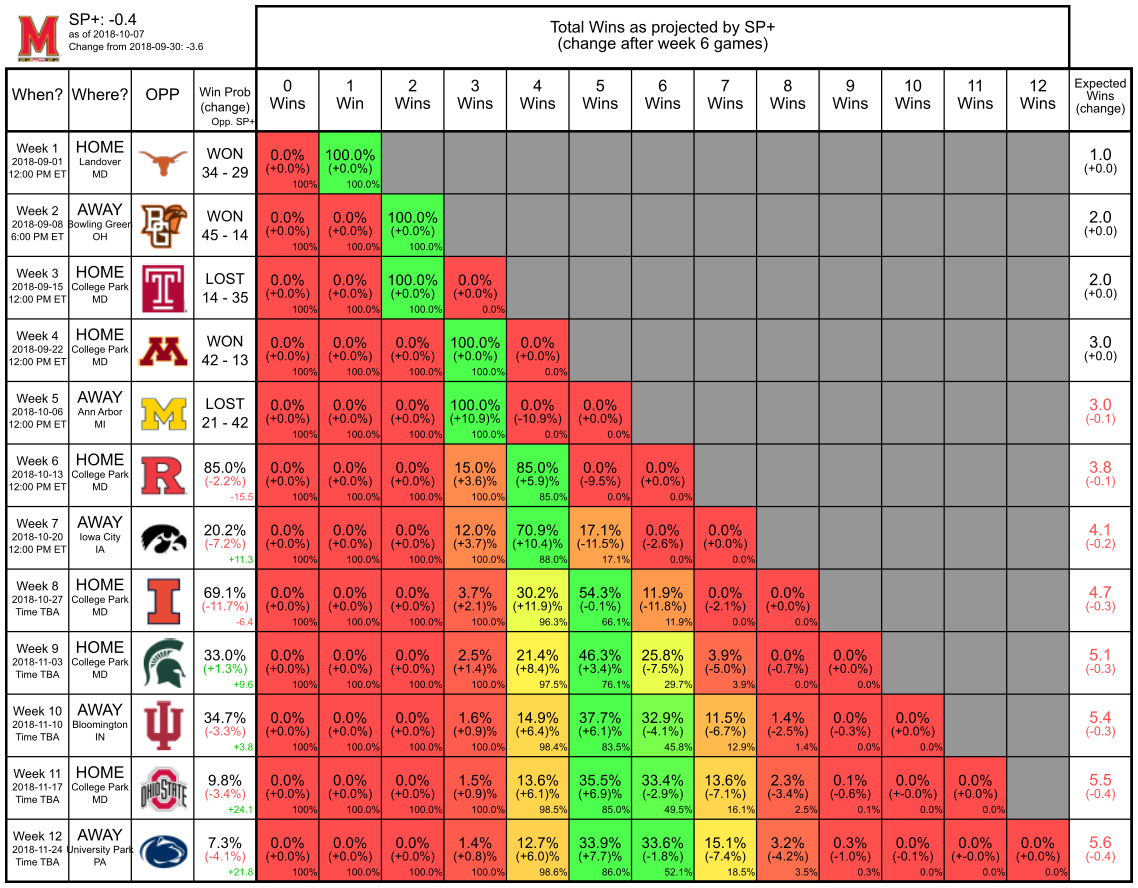 SP+: -0.4
as of 2018-10-07
Change from 2018-09-30: -3.6
Total Wins as projected by SP+
(change after week 6 games)
When? Where? OPP Win Prob (change) Opp. SP+ 0 Wins 1 Win 2 Wins 3 Wins 4 Wins 5 Wins 6 Wins 7 Wins 8 Wins 9 Wins 10 Wins 11 Wins 12 Wins Expected Wins (change)
Week 1 HOME WON 0.0% 100.0% 1.0
2018-09-01 Landover 34 - 29 (+0.0%) (+0.0%) (+0.0)
12:00 PM ET MD 100% 100.0%
Week 2 AWAY WON 0.0% 0.0% 100.0% 2.0
2018-09-08 Bowling Green BG 45 - 14 (+0.0%) (+0.0%) (+0.0%) (+0.0)
6:00 PM ET OH 100% 100.0% 100.0%
Week 3 HOME LOST 0.0% 0.0% 100.0% 0.0% 2.0
2018-09-15 College Park T 14 - 35 (+0.0%) (+0.0%) (+0.0%) (+0.0%) (+0.0)
12:00 PM ET MD 100% 100.0% 100.0% 0.0%
Week 4 HOME WON 0.0% 0.0% 0.0% 100.0% 0.0% 3.0
2018-09-22 College Park M 42 - 13 (+0.0%) (+0.0%) (+0.0%) (+0.0%) (+0.0%) (+0.0)
12:00 PM ET MD 100% 100.0% 100.0% 100.0% 0.0%
Week 5 AWAY LOST 0.0% 0.0% 0.0% 100.0% 0.0% 0.0% 3.0
2018-10-06 Ann Arbor M 21 - 42 (+0.0%) (+0.0%) (+0.0%) (+10.9)% (-10.9%) (+0.0%) (-0.1)
12:00 PM ET MI 100% 100.0% 100.0% 100.0% 0.0% 0.0%
Week 6 HOME 85.0% 0.0% 0.0% 0.0% 15.0% 85.0% 0.0% 0.0% 3.8
2018-10-13 College Park R (-2.2%) (+0.0%) (+0.0%) (+0.0%) (+3.6)% (+5.9)% (-9.5%) (+0.0%) (-0.1)
12:00 PM ET MD -15.5 100% 100.0% 100.0% 100.0% 85.0% 0.0% 0.0%
Week 7 AWAY 20.2% 0.0% 0.0% 0.0% 12.0% 70.9% 17.1% 0.0% 0.0% 4.1
2018-10-20 Iowa City (-7.2%) (+0.0%) (+0.0%) (+0.0%) (+3.7)% (+10.4)% (-11.5%) (-2.6%) (+0.0%) (-0.2)
12:00 PM ET IA +11.3 100% 100.0% 100.0% 100.0% 88.0% 17.1% 0.0% 0.0%
Week 8 HOME 69.1% 0.0% 0.0% 0.0% 3.7% 30.2% 54.3% 11.9% 0.0% 0.0% 4.7
2018-10-27 College Park I (-11.7%) (+0.0%) (+0.0%) (+0.0%) (+2.1)% (+11.9)% (-0.1%) (-11.8%) (-2.1%) (+0.0%) (-0.3)
Time TBA MD -6.4 100% 100.0% 100.0% 100.0% 96.3% 66.1% 11.9% 0.0% 0.0%
Week 9 HOME 33.0% 0.0% 0.0% 0.0% 2.5% 21.4% 46.3% 25.8% 3.9% 0.0% 0.0% 5.1
2018-11-03 College Park (+1.3%) (+0.0%) (+0.0%) (+0.0%) (+1.4)% (+8.4)% (+3.4)% (-7.5%) (-5.0%) (-0.7%) (+0.0%) (-0.3)
Time TBA MD +9.6 100% 100.0% 100.0% 100.0% 97.5% 76.1% 29.7% 3.9% 0.0% 0.0%
Week 10 AWAY 34.7% 0.0% 0.0% 0.0% 1.6% 14.9% 37.7% 32.9% 11.5% 1.4% 0.0% 0.0% 5.4
2018-11-10 Bloomington IU (-3.3%) (+0.0%) (+0.0%) (+0.0%) (+0.9)% (+6.4)% (+6.1)% (-4.1%) (-6.7%) (-2.5%) (-0.3%) (+0.0%) (-0.3)
Time TBA IN +3.8 100% 100.0% 100.0% 100.0% 98.4% 83.5% 45.8% 12.9% 1.4% 0.0% 0.0%
Week 11 HOME 9.8% 0.0% 0.0% 0.0% 1.5% 13.6% 35.5% 33.4% 13.6% 2.3% 0.1% 0.0% 0.0% 5.5
2018-11-17 College Park OHIO STATE (-3.4%) (+0.0%) (+0.0%) (+0.0%) (+0.9)% (+6.1)% (+6.9)% (-2.9%) (-7.1%) (-3.4%) (-0.6%) (+-0.0%) (+0.0%) (-0.4)
Time TBA MD +24.1 100% 100.0% 100.0% 100.0% 98.5% 85.0% 49.5% 16.1% 2.5% 0.1% 0.0% 0.0%
Week 12 AWAY 7.3% 0.0% 0.0% 0.0% 1.4% 12.7% 33.9% 33.6% 15.1% 3.2% 0.3% 0.0% 0.0% 0.0% 5.6
2018-11-24 University Park (-4.1%) (+0.0%) (+0.0%) (+0.0%) (+0.8)% (+6.0)% (+7.7)% (-1.8%) (-7.4%) (-4.2%) (-1.0%) (-0.1%) (+-0.0%) (+0.0%) (-0.4)
Time TBA PA +21.8 100% 100.0% 100.0% 100.0% 98.6% 86.0% 52.1% 18.5% 3.5% 0.3% 0.0% 0.0% 0.0%